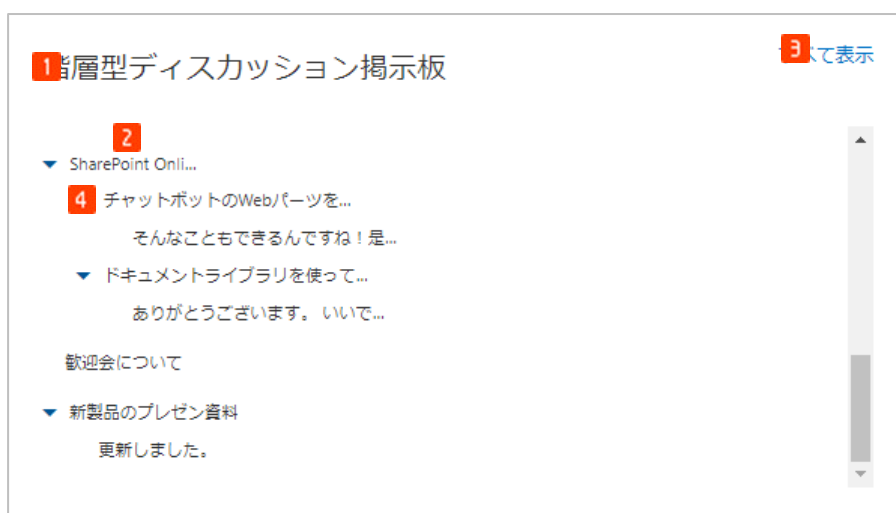 1 階層型ディスカッション掲示板
3 べて表示
2
SharePoint Onli...
4 チャットボットのWebパーツを...
そんなこともできるんですね！是...
ドキュメントライブラリを使って...
ありがとうございます。 いいで...
歓迎会について
新製品のプレゼン資料
更新しました。